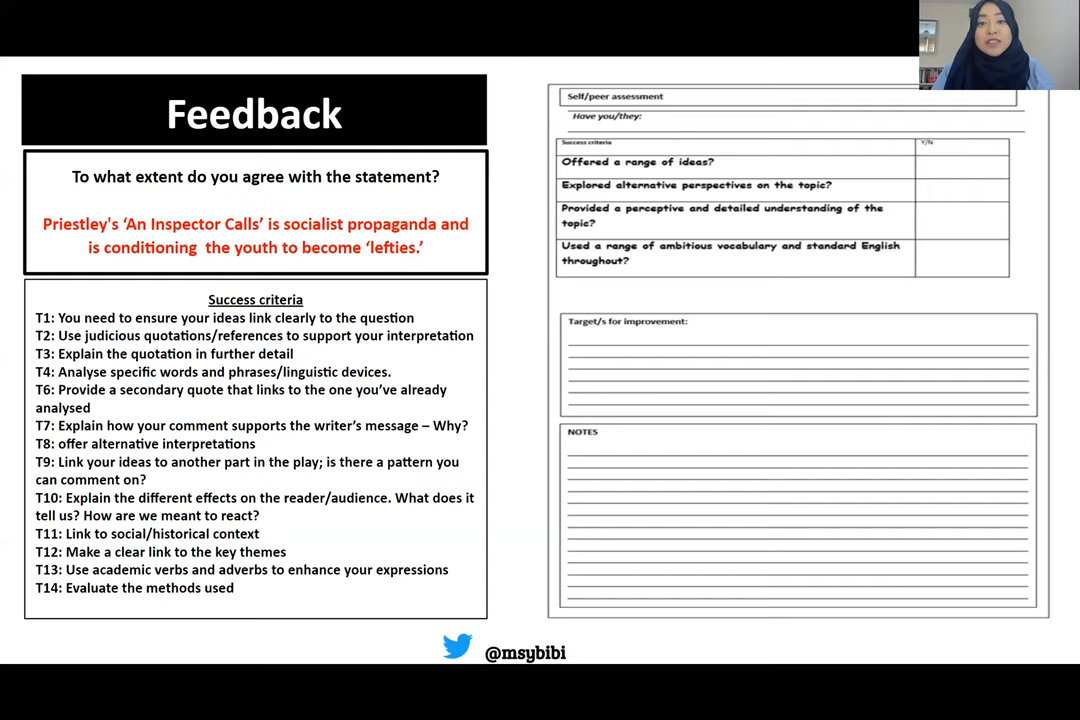 Feedback
To what extent do you agree with the statement?
Priestley's ‘An Inspector Calls’ is socialist propaganda and
is conditioning the youth to become ‘lefties.’
Success criteria
T1: You need to ensure your ideas link clearly to the question
T2: Use judicious quotations/references to support your interpretation
T3: Explain the quotation in further detail
T4: Analyse specific words and phrases/linguistic devices.
T6: Provide a secondary quote that links to the one you’ve already
analysed
T7: Explain how your comment supports the writer’s message – Why?
T8: offer alternative interpretations
T9: Link your ideas to another part in the play; is there a pattern you
can comment on?
T10: Explain the different effects on the reader/audience. What does it
tell us? How are we meant to react?
T11: Link to social/historical context
T12: Make a clear link to the key themes
T13: Use academic verbs and adverbs to enhance your expressions
T14: Evaluate the methods used
Self/peer assessment
Have you/they:
Success criteria Y/N
Offered a range of ideas?
Explored alternative perspectives on the topic?
Provided a perceptive and detailed understanding of the
topic?
Used a range of ambitious vocabulary and standard English
throughout?
Target/s for improvement:
NOTES
@msybibi